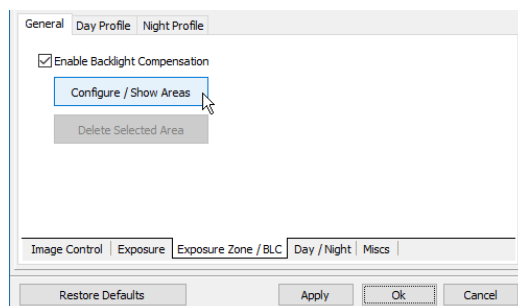 General Day Profile Night Profile
Enable Backlight Compensation
Configure / Show Areas
Delete Selected Area
Image Control Exposure Exposure Zone / BLC Day / Night Miscs
Restore Defaults Apply Ok Cancel